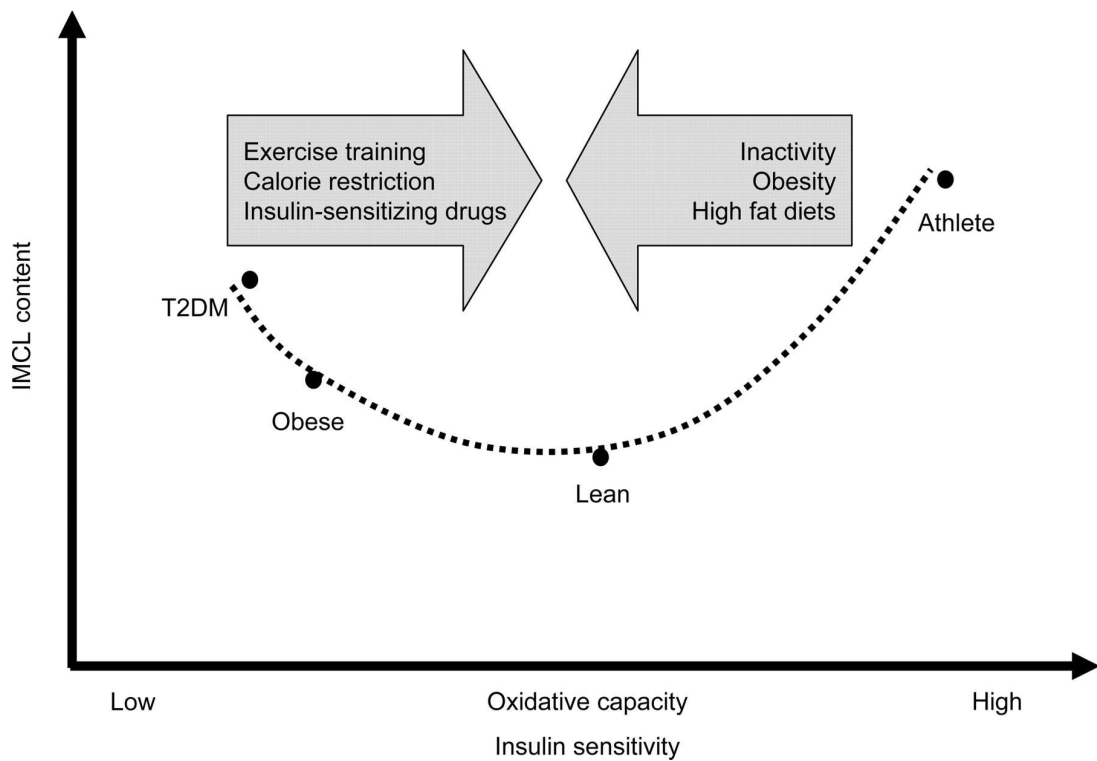 Exercise training
Calorie restriction
Insulin-sensitizing drugs
Inactivity
Obesity
High fat diets
Athlete
T2DM
Obese
Lean
IMCL content
Low
Oxidative capacity
High
Insulin sensitivity